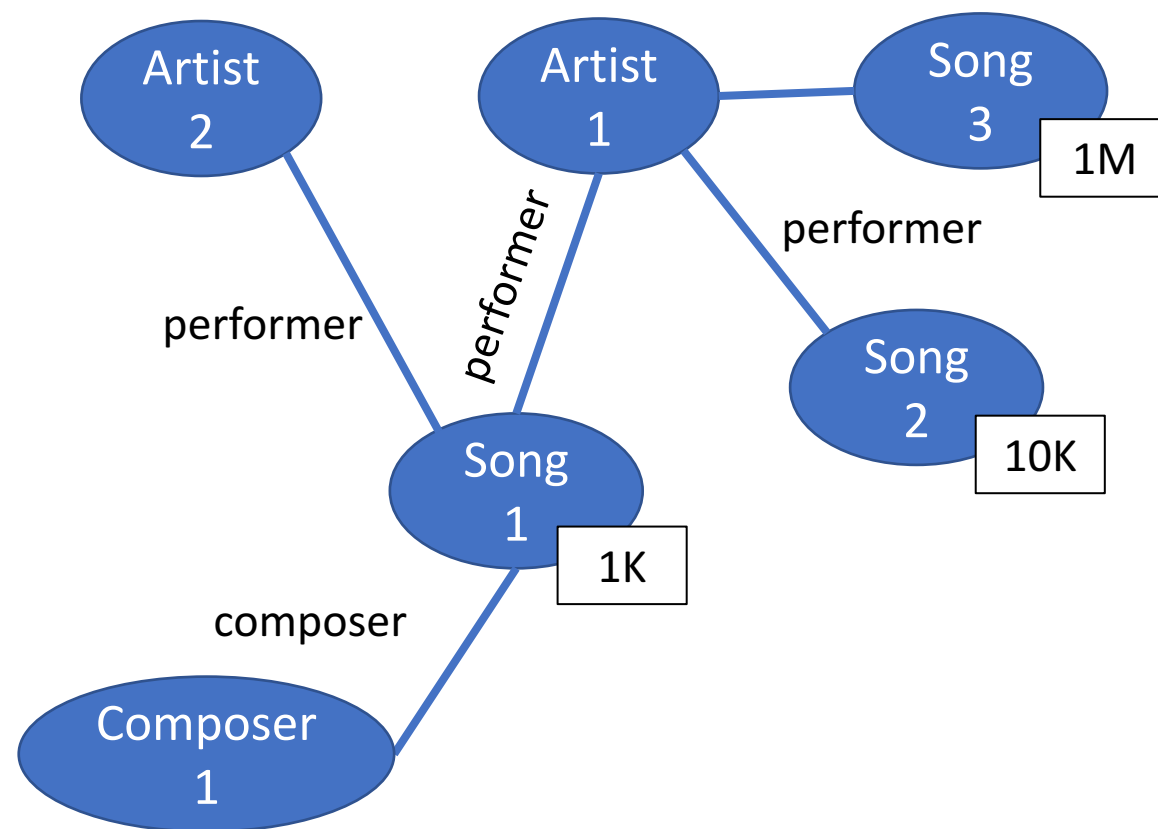 Artist
2
Artist
1
Song
3
1M
performer
performer
performer
Song
2
10K
Song
1
1K
composer
Composer
1